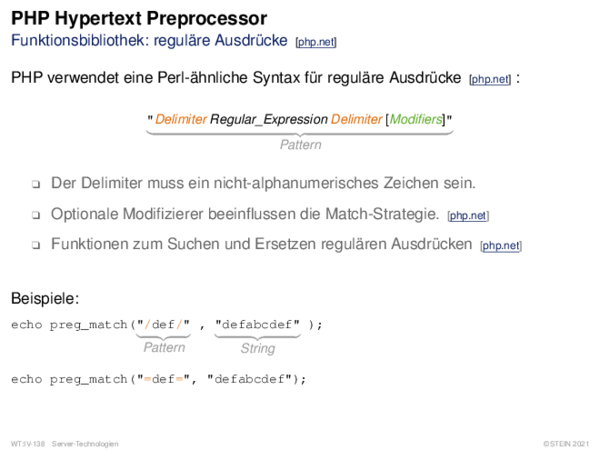 PHP Hypertext Preprocessor
Funktionsbibliothek: reguläre Ausdrücke [php.net]
PHP verwendet eine Perl-ähnliche Syntax für reguläre Ausdrücke [php.net] :
"Delimiter Regular_Expression Delimiter [Modifiers]"
Pattern
❏ Der Delimiter muss ein nicht-alphanumerisches Zeichen sein.
❏ Optionale Modifizierer beeinflussen die Match-Strategie. [php.net]
❏ Funktionen zum Suchen und Ersetzen regulären Ausdrücken [php.net]
Beispiele:
echo preg_match("/def/" , "defabcdef" );
Pattern String
echo preg_match("=def=", "defabcdef");
WT:IV-138 Server-Technologien ©STEIN 2021